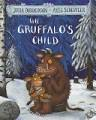 JULIA DONALDSON · AXEL SCHEFFLER
THE
GRUFFALO'S
CHILD